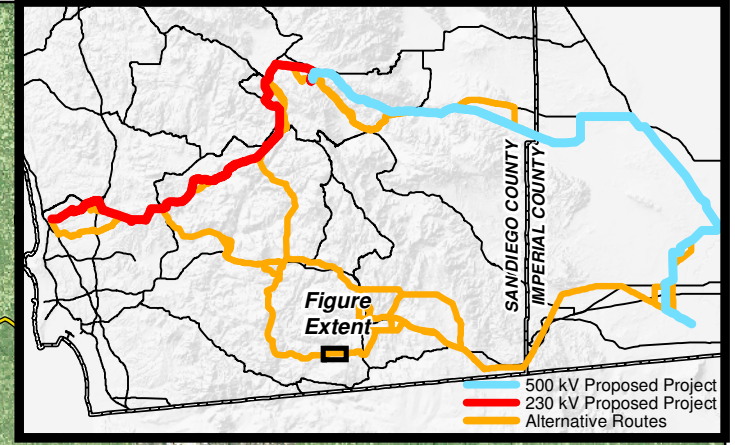 SAN DIEGO COUNTY
IMPERIAL COUNTY
Figure
Extent
500 kV Proposed Project
230 kV Proposed Project
Alternative Routes